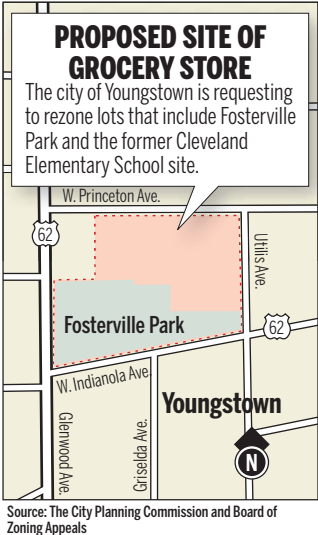 PROPOSED SITE OF
GROCERY STORE
The city of Youngstown is requesting
to rezone lots that include Fosterville
Park and the former Cleveland
Elementary School site.
W. Princeton Ave.
62
Utilis Ave.
Fosterville Park
62
W. Indianola Ave.
Youngstown
Glenwood Ave.
Griselda Ave.
N
Source: The City Planning Commission and Board of
Zoning Appeals